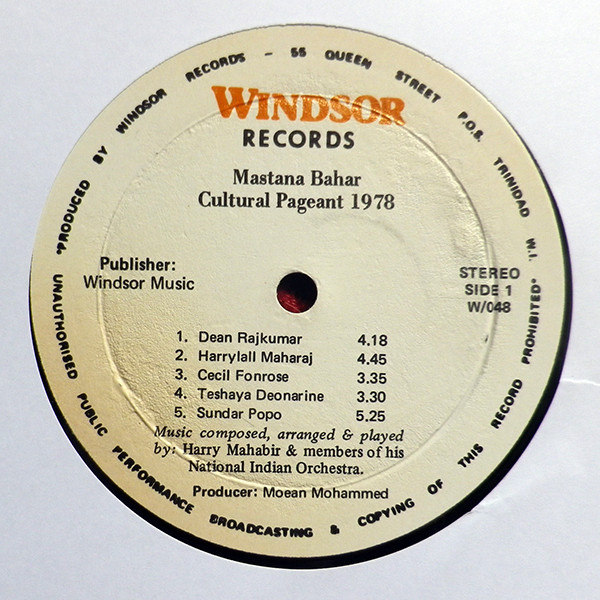 "PRODUCED BY WINDSOR RECORDS - 55 QUEEN STREET P.O.S. TRINIDAD W.I.
WINDSOR
RECORDS
Mastana Bahar
Cultural Pageant 1978
Publisher:
Windsor Music
STEREO
SIDE 1
W/048
1. Dean Rajkumar 4.18
2. Harrylall Maharaj 4.45
3. Cecil Fonrose 3.35
4. Teshaya Deonarine 3.30
5. Sundar Popo 5.25
Music composed, arranged & played
by: Harry Mahabir & members of his
National Indian Orchestra.
Producer: Moean Mohammed
UNAUTHORISED PUBLIC PERFORMANCE BROADCASTING & COPYING OF THIS RECORD PROHIBITED"